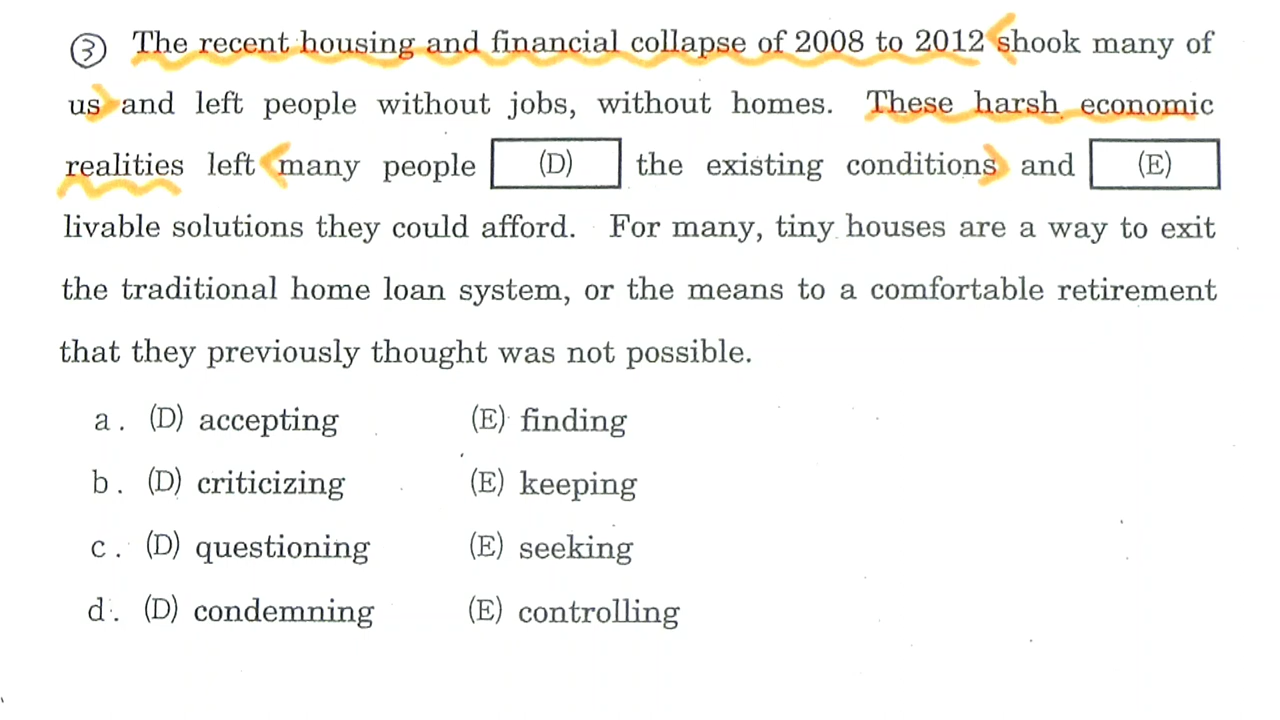 ③ The recent housing and financial collapse of 2008 to 2012 shook many of
us and left people without jobs, without homes. These harsh economic
realities left many people (D) the existing conditions and (E)
livable solutions they could afford. For many, tiny houses are a way to exit
the traditional home loan system, or the means to a comfortable retirement
that they previously thought was not possible.
a. (D) accepting (E) finding
b. (D) criticizing (E) keeping
c. (D) questioning (E) seeking
d. (D) condemning (E) controlling